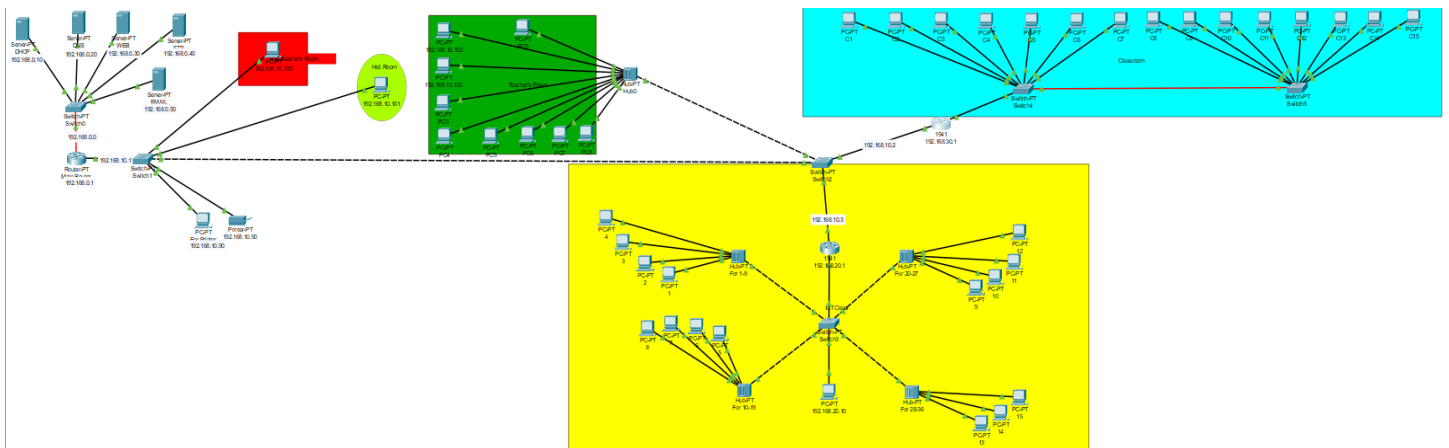 Server-PT
DHCP
192.168.0.10
Server-PT
DNS
192.168.0.20
Server-PT
WEB
192.168.0.30
Server-PT
192.168.0.40
Server-PT
EMAIL
192.168.0.50
Switch-PT
Switch0
192.168.0.0
Router-PT
Main Router
192.168.0.1
192.168.10.1
Switch1
PC-PT
For Printer
192.168.10.90
Printer-PT
192.168.10.90
192.168.10.100
Hall Room
PC-PT
192.168.10.101
PC-PT
192.168.10.102
PC-PT
192.168.10.103
PC-PT
PC3
PC-PT
PC4
PC-PT
PC5
PC-PT
PC6
PC-PT
PC7
PC-PT
Teacher's Room
Hub-PT
Hub0
PC-PT
C1
PC-PT
PC-PT
C3
PC-PT
C4
PC-PT
C5
PC-PT
C6
PC-PT
C7
PC-PT
C8
PC-PT
C9
PC-PT
C10
PC-PT
C11
PC-PT
C12
PC-PT
C13
PC-PT
C14
PC-PT
C15
Classroom
Switch-PT
Switch4
Switch-PT
Switch5
1941
192.168.30.1
192.168.10.2
Switch-PT
Switch2
192.168.10.3
1941
192.168.20.1
PC-PT
4
PC-PT
3
PC-PT
2
PC-PT
1
Hub-PT
For 1-9
PC-PT
12
PC-PT
11
PC-PT
10
PC-PT
9
Hub-PT
For 20-27
Switch-PT
Switch3
PC-PT
8
PC-PT
PC-PT
PC-PT
5
Hub-PT
For 10-19
PC-PT
192.168.20.10
Hub-PT
For 28-36
PC-PT
15
PC-PT
14
PC-PT
13